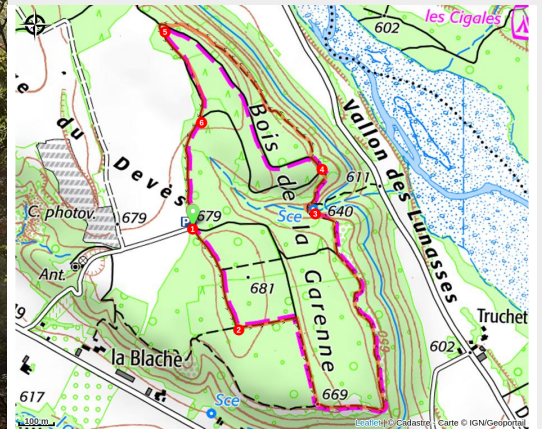 les Cigales
602
5
Bois de la Garenne
Vallon des Lunasses
6
du Devès
4
611
C. photov.
679
P
679
1
Sce
3
640
Ant.
681
2
Truchet
650
602
la Blache
617
669
Sce
100 m
Leaflet | © Cadastre - Carte © IGN/Geoportail